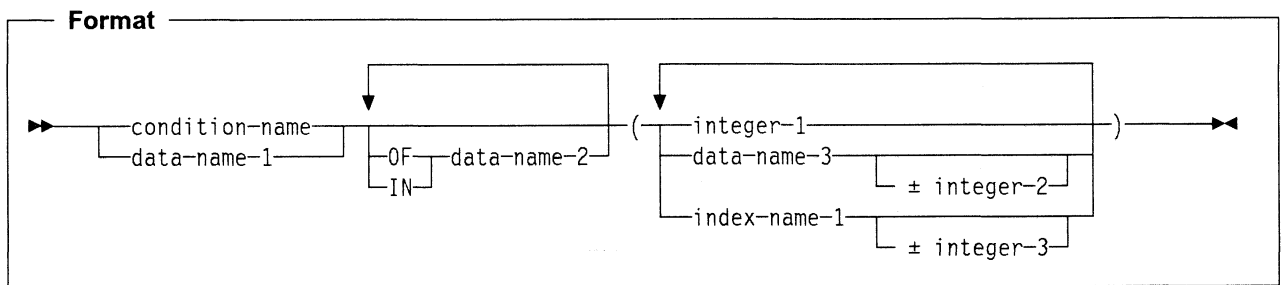 Format
condition-name ( integer-1 )
data-name-1 OF data-name-2 data-name-3
IN ± integer-2
index-name-1
± integer-3